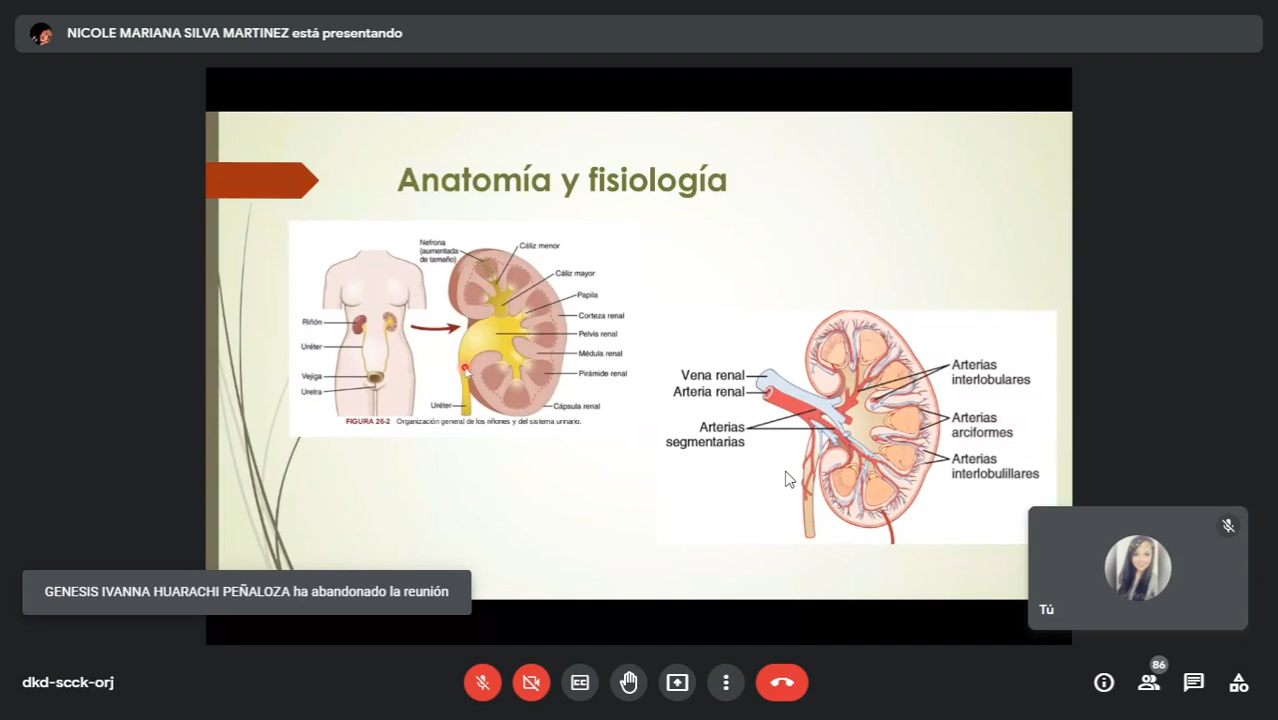 NICOLE MARIANA SILVA MARTINEZ está presentando
Anatomía y fisiología
Nefrona
(aumentada
de tamaño)
Cáliz menor
Cáliz mayor
Papila
Corteza renal
Pelvis renal
Médula renal
Pirámide renal
Cápsula renal
Riñón
Uréter
Vejiga
Uretra
Uréter
FIGURA 26-2 Organización general de los riñones y del sistema urinario.
Vena renal
Arteria renal
Arterias
segmentarias
Arterias
interlobulares
Arterias
arciformes
Arterias
interlobulillares
GENESIS IVANNA HUARACHI PEÑALOZA ha abandonado la reunión
Tú
dkd-scck-orj
CC
86